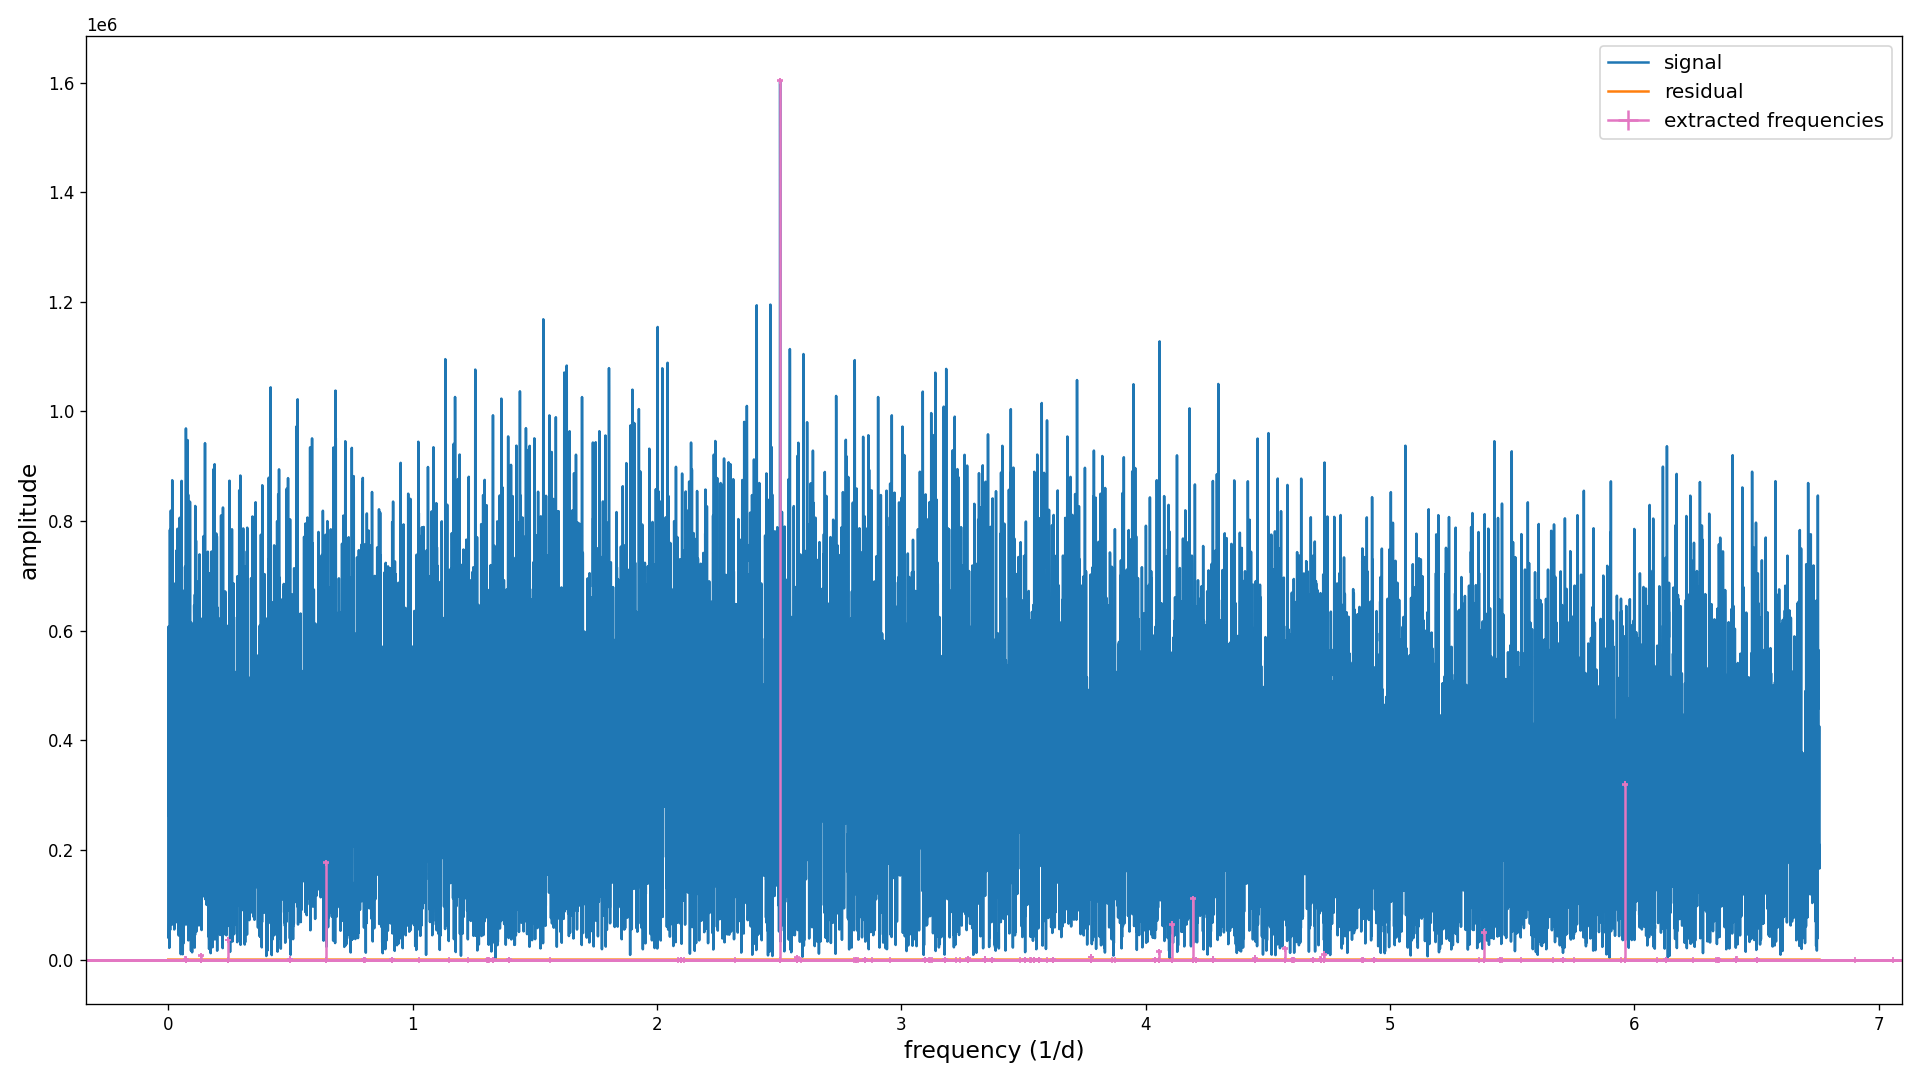 1e6
1.6
1.4
1.2
1.0
0.8
0.6
0.4
0.2
0.0
amplitude
0 1 2 3 4 5 6 7
frequency (1/d)
signal
residual
extracted frequencies